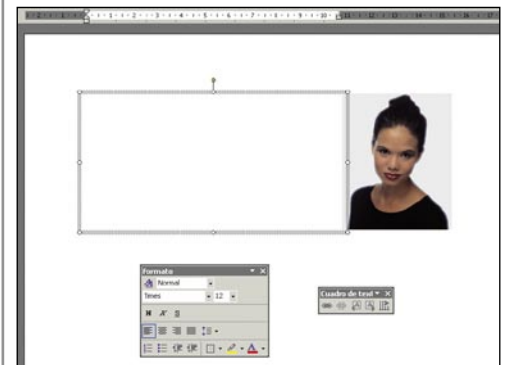 Formato
Normal
Times 12
N K S
Cuadro de text